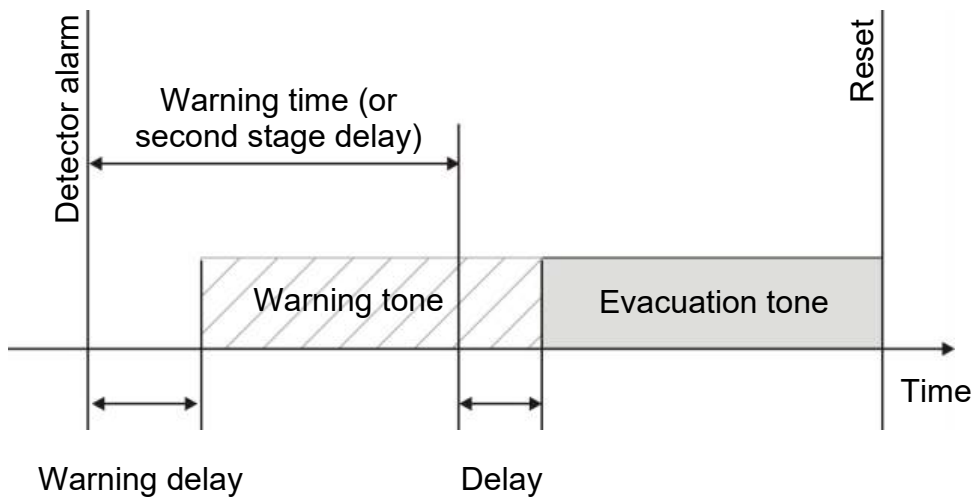 Detector alarm
Warning time (or
second stage delay)
Reset
Warning tone
Evacuation tone
Time
Warning delay
Delay